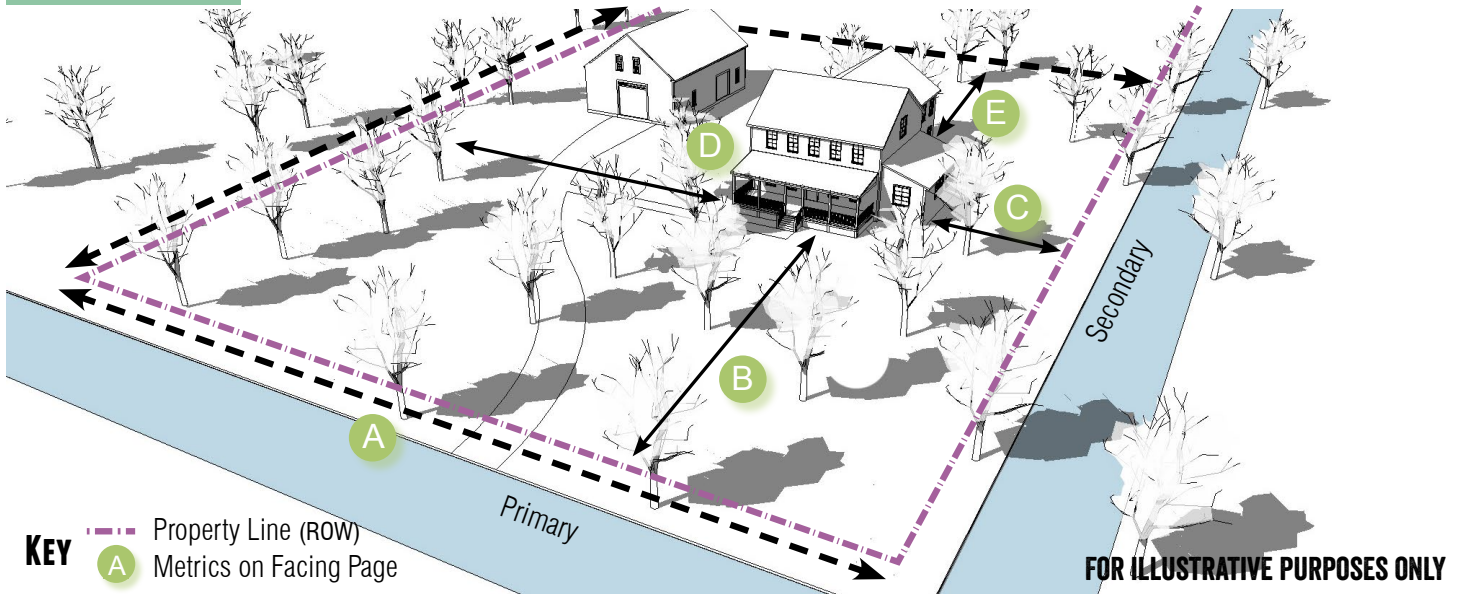 E
D
C
B
A
Secondary
Primary
KEY
Property Line (ROW)
A Metrics on Facing Page
FOR ILLUSTRATIVE PURPOSES ONLY